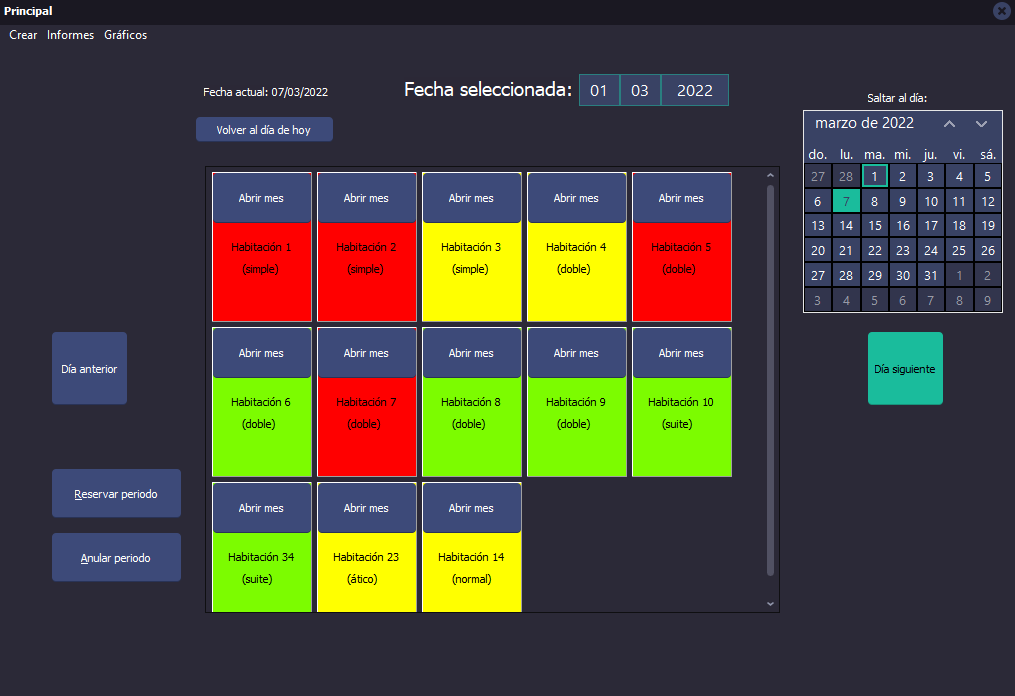 Principal
Crear Informes Gráficos
Fecha actual: 07/03/2022
Fecha seleccionada: 01 03 2022
Volver al día de hoy
Saltar al día:
marzo de 2022
do. lu. ma. mi. ju. vi. sá.
27 28 1 2 3 4 5
6 7 8 9 10 11 12
13 14 15 16 17 18 19
20 21 22 23 24 25 26
27 28 29 30 31 1 2
3 4 5 6 7 8 9
Abrir mes Abrir mes Abrir mes Abrir mes Abrir mes
Habitación 1 Habitación 2 Habitación 3 Habitación 4 Habitación 5
(simple) (simple) (simple) (doble) (doble)
Abrir mes Abrir mes Abrir mes Abrir mes Abrir mes
Habitación 6 Habitación 7 Habitación 8 Habitación 9 Habitación 10
(doble) (doble) (doble) (doble) (suite)
Abrir mes Abrir mes Abrir mes
Habitación 34 Habitación 23 Habitación 14
(suite) (ático) (normal)
Día anterior
Día siguiente
Reservar periodo
Anular periodo